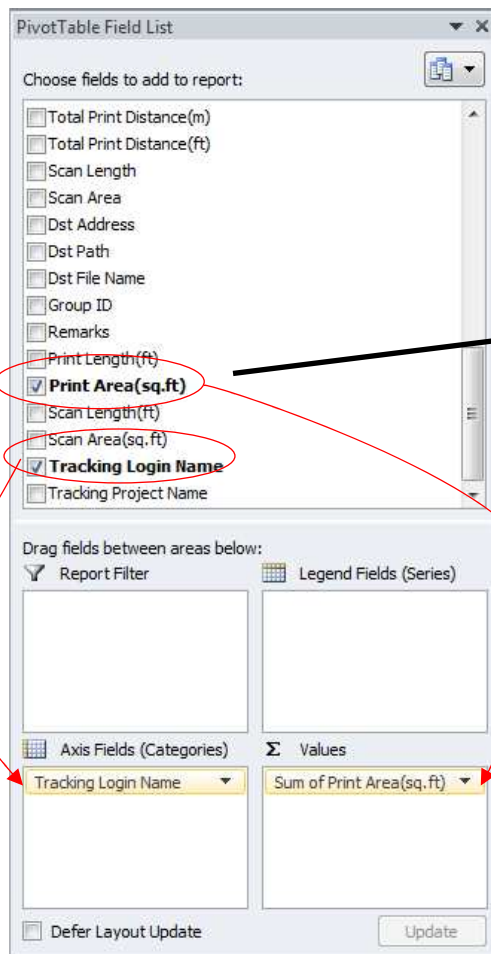 PivotTable Field List
Choose fields to add to report:
Total Print Distance(m)
Total Print Distance(ft)
Scan Length
Scan Area
Dst Address
Dst Path
Dst File Name
Group ID
Remarks
Print Length(ft)
Print Area(sq.ft)
Scan Length(ft)
Scan Area(sq.ft)
Tracking Login Name
Tracking Project Name
Drag fields between areas below:
Report Filter
Legend Fields (Series)
Axis Fields (Categories)
Σ Values
Tracking Login Name
Sum of Print Area(sq.ft)
Defer Layout Update
Update